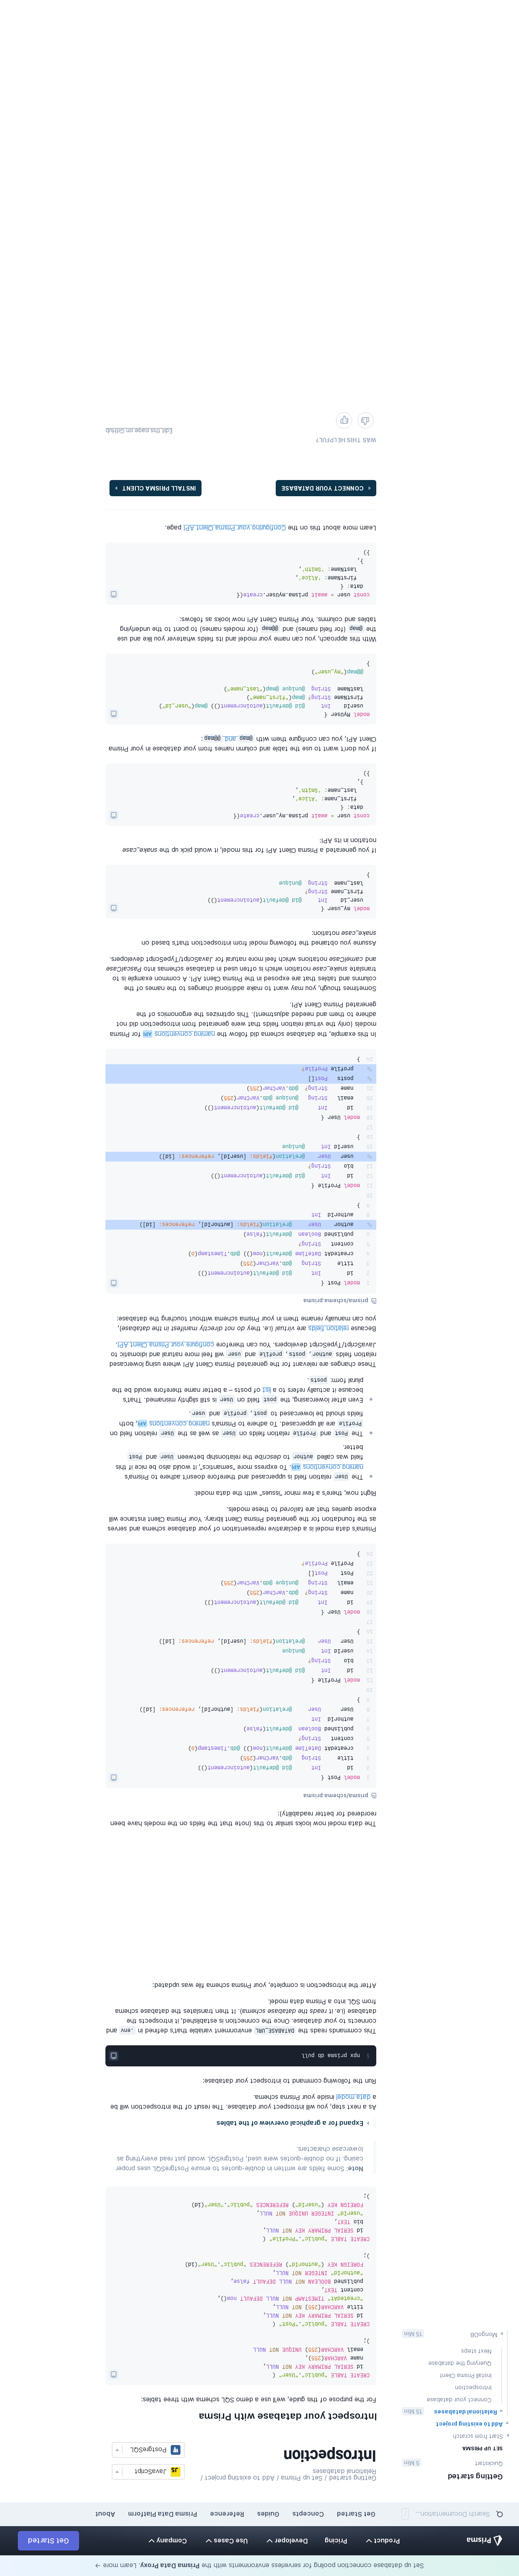 Set up database connection pooling for serverless environments with the Prisma Data Proxy. Learn more →
Prisma
Product
Pricing
Developer
Use Cases
Company
Get Started
Search Documentation...
Get Started
Concepts
Guides
Reference
Prisma Data Platform
About
Getting started
Quickstart
5 Min
SET UP PRISMA
Start from scratch
Add to existing project
Relational databases
15 Min
Connect your database
Introspection
Install Prisma Client
Querying the database
Next steps
MongoDB
15 Min
Getting started / Set up Prisma / Add to existing project /
Relational databases
Introspection
JavaScript
PostgreSQL
Introspect your database with Prisma
For the purpose of this guide, we'll use a demo SQL schema with three tables:
CREATE TABLE "public"."User" (
id SERIAL PRIMARY KEY NOT NULL,
name VARCHAR(255),
email VARCHAR(255) UNIQUE NOT NULL
);
CREATE TABLE "public"."Post" (
id SERIAL PRIMARY KEY NOT NULL,
title VARCHAR(255) NOT NULL,
"createdAt" TIMESTAMP NOT NULL DEFAULT now(),
content TEXT,
published BOOLEAN NOT NULL DEFAULT false,
"authorId" INTEGER NOT NULL,
FOREIGN KEY ("authorId") REFERENCES "public"."User"(id)
);
CREATE TABLE "public"."Profile" (
id SERIAL PRIMARY KEY NOT NULL,
bio TEXT,
"userId" INTEGER UNIQUE NOT NULL,
FOREIGN KEY ("userId") REFERENCES "public"."User"(id)
);
Note: Some fields are written in double-quotes to ensure PostgreSQL uses proper
casing. If no double-quotes were used, PostgreSQL would just read everything as
lowercase characters.
Expand for a graphical overview of the tables
As a next step, you will introspect your database. The result of the introspection will be
a data model inside your Prisma schema.
Run the following command to introspect your database:
1 npx prisma db pull
This command reads the DATABASE_URL environment variable that's defined in .env and
connects to your database. Once the connection is established, it introspects the
database (i.e. it reads the database schema). It then translates the database schema
from SQL into a Prisma data model.
After the introspection is complete, your Prisma schema file was updated:
The data model now looks similar to this (note that the fields on the models have been
reordered for better readability):
prisma/schema.prisma
1 model Post {
2 id Int @id @default(autoincrement())
3 title String @db.VarChar(255)
4 createdAt DateTime @default(now()) @db.Timestamp(6)
5 content String?
6 published Boolean @default(false)
7 authorId Int
8 User User @relation(fields: [authorId], references: [id])
9 }
10
11 model Profile {
12 id Int @id @default(autoincrement())
13 bio String?
14 userId Int @unique
15 User User @relation(fields: [userId], references: [id])
16 }
17
18 model User {
19 id Int @id @default(autoincrement())
20 name String? @db.VarChar(255)
21 email String @unique @db.VarChar(255)
22 Post Post[]
23 Profile Profile?
24 }
Prisma's data model is a declarative representation of your database schema and serves
as the foundation for the generated Prisma Client library. Your Prisma Client instance will
expose queries that are tailored to these models.
Right now, there's a few minor "issues" with the data model:
The User relation field is uppercased and therefore doesn't adhere to Prisma's
naming conventions API. To express more "semantics", it would also be nice if this
field was called author to describe the relationship between User and Post
better.
The Post and Profile relation fields on User as well as the User relation field on
Profile are all uppercased. To adhere to Prisma's naming conventions API, both
fields should be lowercased to post, profile and user.
Even after lowercasing, the post field on User is still slightly misnamed. That's
because it actually refers to a list of posts – a better name therefore would be the
plural form: posts.
These changes are relevant for the generated Prisma Client API where using lowercased
relation fields author, posts, profile and user will feel more natural and idiomatic to
JavaScript/TypeScript developers. You can therefore configure your Prisma Client API.
Because relation fields are virtual (i.e. they do not directly manifest in the database),
you can manually rename them in your Prisma schema without touching the database:
prisma/schema.prisma
1 model Post {
2 id Int @id @default(autoincrement())
3 title String @db.VarChar(255)
4 createdAt DateTime @default(now()) @db.Timestamp(6)
5 content String?
6 published Boolean @default(false)
author User @relation(fields: [authorId], references: [id])
8 authorId Int
9 }
10
11 model Profile {
12 id Int @id @default(autoincrement())
13 bio String?
user User @relation(fields: [userId], references: [id])
15 userId Int @unique
16 }
17
18 model User {
19 id Int @id @default(autoincrement())
20 email String @unique @db.VarChar(255)
21 name String? @db.VarChar(255)
posts Post[]
profile Profile?
24 }
In this example, the database schema did follow the naming conventions API for Prisma
models (only the virtual relation fields that were generated from introspection did not
adhere to them and needed adjustment). This optimizes the ergonomics of the
generated Prisma Client API.
Sometimes though, you may want to make additional changes to the names of the
columns and tables that are exposed in the Prisma Client API. A common example is to
translate snake_case notation which is often used in database schemas into PascalCase
and camelCase notations which feel more natural for JavaScript/TypeScript developers.
Assume you obtained the following model from introspection that's based on
snake_case notation:
model my_user {
user_id Int @id @default(autoincrement())
first_name String?
last_name String @unique
}
If you generated a Prisma Client API for this model, it would pick up the snake_case
notation in its API:
const user = await prisma.my_user.create({
data: {
first_name: 'Alice',
last_name: 'Smith',
},
})
If you don't want to use the table and column names from your database in your Prisma
Client API, you can configure them with @map and @@map:
model MyUser {
userId Int @id @default(autoincrement()) @map("user_id")
firstName String? @map("first_name")
lastName String @unique @map("last_name")
@@map("my_user")
}
With this approach, you can name your model and its fields whatever you like and use
the @map (for field names) and @@map (for models names) to point to the underlying
tables and columns. Your Prisma Client API now looks as follows:
const user = await prisma.myUser.create({
data: {
firstName: 'Alice',
lastName: 'Smith',
},
})
Learn more about this on the Configuring your Prisma Client API page.
CONNECT YOUR DATABASE
INSTALL PRISMA CLIENT
WAS THIS HELPFUL?
Edit this page on GitHub